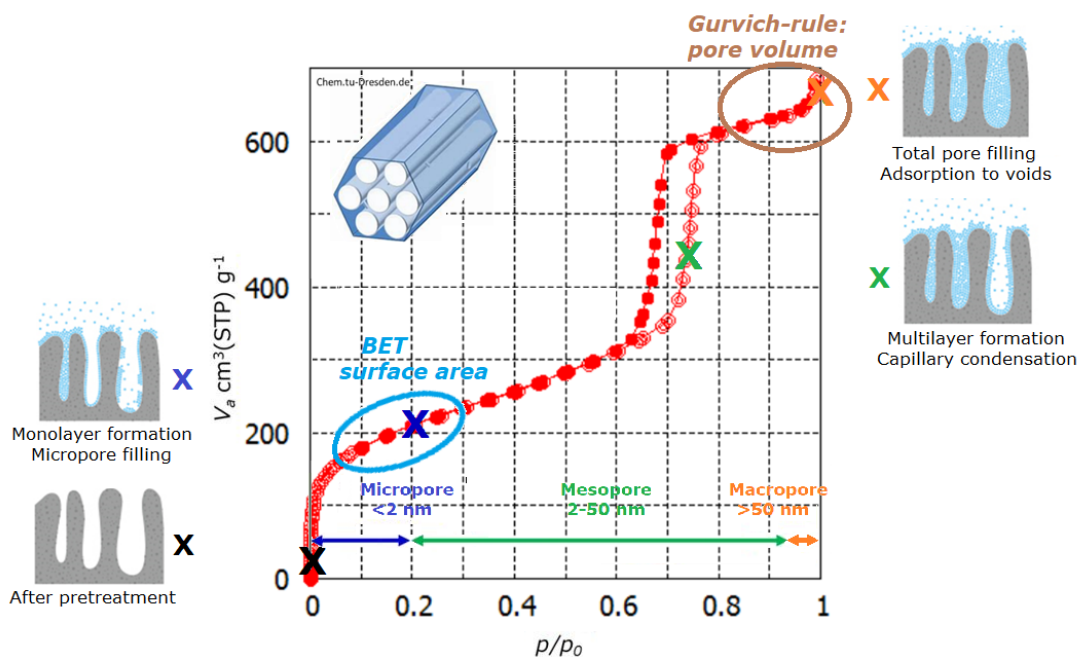 Gurvich-rule:
pore volume
Chem.tu-Dresden.de
X
X
Total pore filling
Adsorption to voids
600
X
X
Multilayer formation
Capillary condensation
400
BET
surface area
X
X
Monolayer formation
Micropore filling
200
Micropore
<2 nm
Mesopore
2-50 nm
Macropore
>50 nm
X
X
After pretreatment
0
0
0.2
0.4
0.6
0.8
1
Va cm3(STP) g-1
p/p0